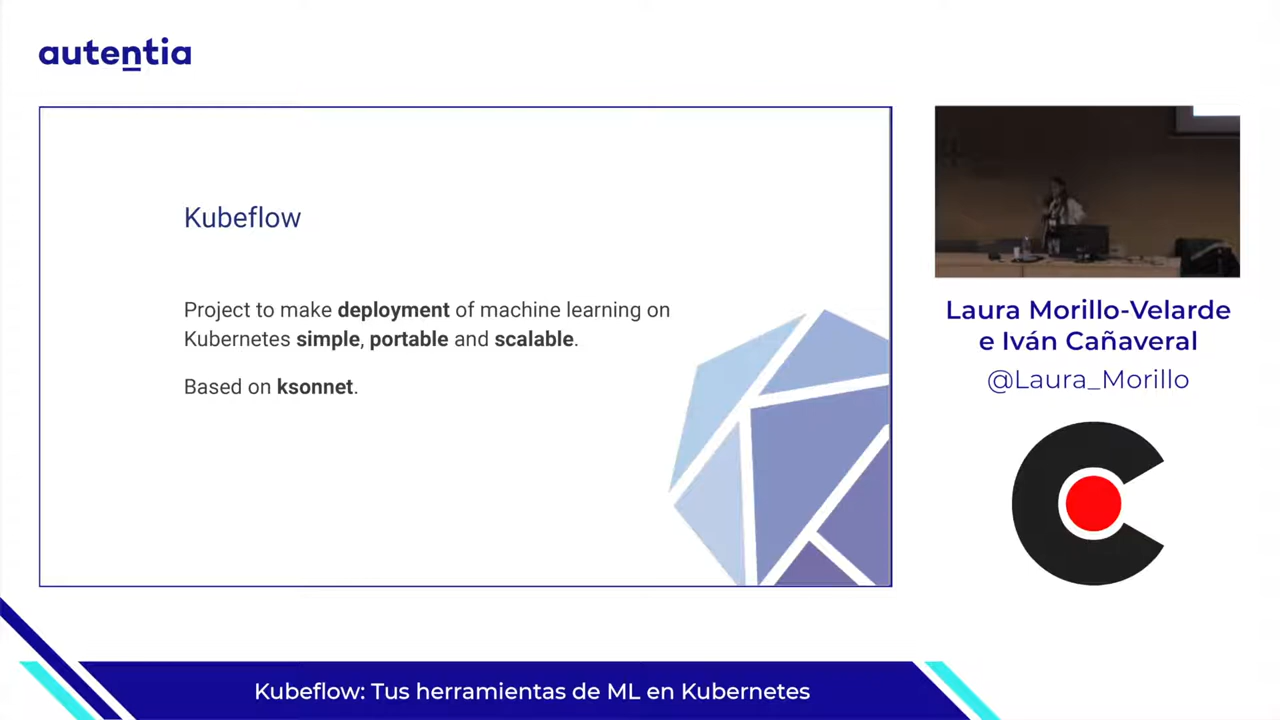 autentia
Kubeflow
Project to make deployment of machine learning on
Kubernetes simple, portable and scalable.
Based on ksonnet.
Laura Morillo-Velarde
e Iván Cañaveral
@Laura_Morillo
Kubeflow: Tus herramientas de ML en Kubernetes